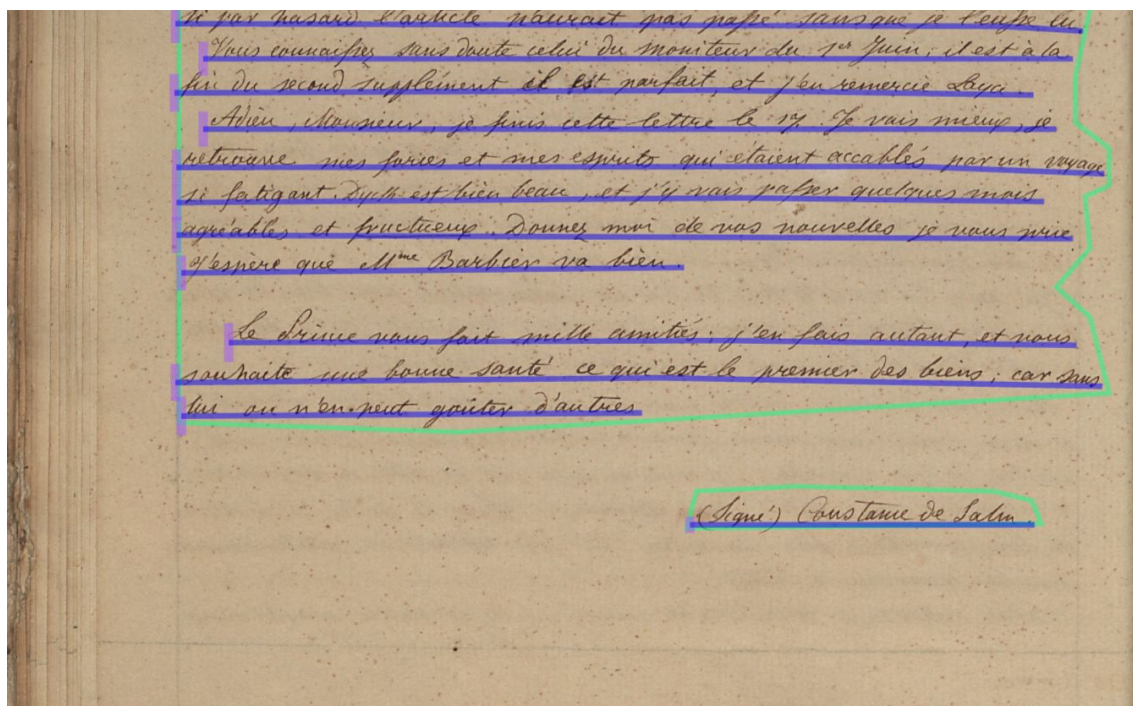 si par hasard l'article n'aurait pas passé sans que je l'eusse lu.
Vous connaissez sans doute celui du moniteur du 1er Juin; il est à la
fin du second supplément il est parfait, et j'en remercie Laya.
Adieu, Monsieur, je finis cette lettre le 17. Je vais mieux, je
retrouve mes forces et mes esprits qui étaient accablés par un voyage
si fatigant. Dyck est bien beau, et j'y vais passer quelques mois
agréables et fructueux. Donnez moi de vos nouvelles je vous prie
J'espère que Mme Barbier va bien.
Le Prince vous fait mille amitiés; j'en fais autant, et vous
souhaite une bonne santé ce qui est le premier des biens, car sans
lui on n'en peut goûter d'autres
(Signé) Constance de Salm.